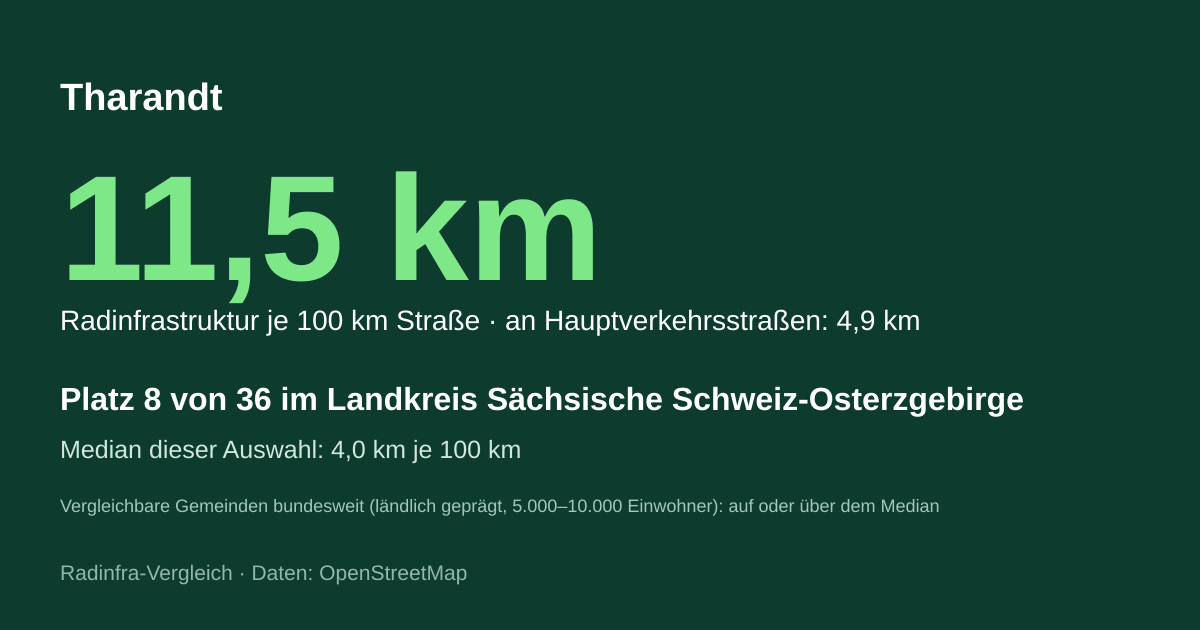 Tharandt
11,5 km
Radinfrastruktur je 100 km Straße · an Hauptverkehrsstraßen: 4,9 km
Platz 8 von 36 im Landkreis Sächsische Schweiz-Osterzgebirge
Median dieser Auswahl: 4,0 km je 100 km
Vergleichbare Gemeinden bundesweit (ländlich geprägt, 5.000–10.000 Einwohner): auf oder über dem Median
Radinfra-Vergleich · Daten: OpenStreetMap